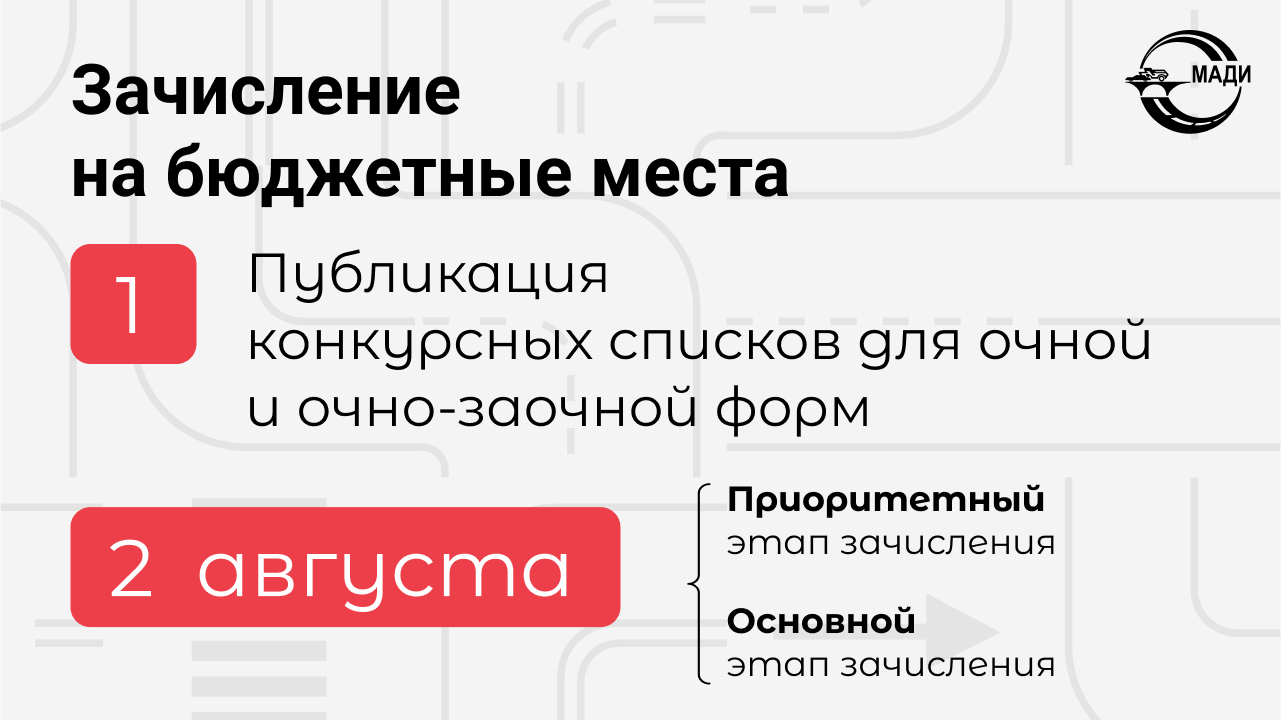 Зачисление
на бюджетные места
МАДИ
1
Публикация
конкурсных списков для очной
и очно-заочной форм
2 августа
Приоритетный
этап зачисления
Основной
этап зачисления